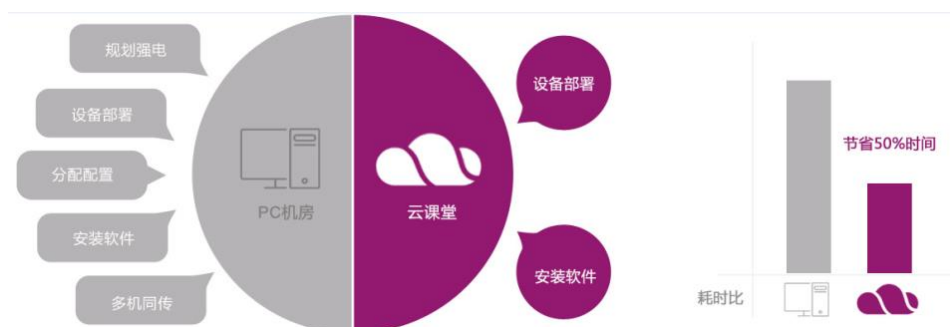 规划强电
设备部署
分配配置
安装软件
多机同传
PC机房
云课堂
设备部署
安装软件
节省50%时间
耗时比